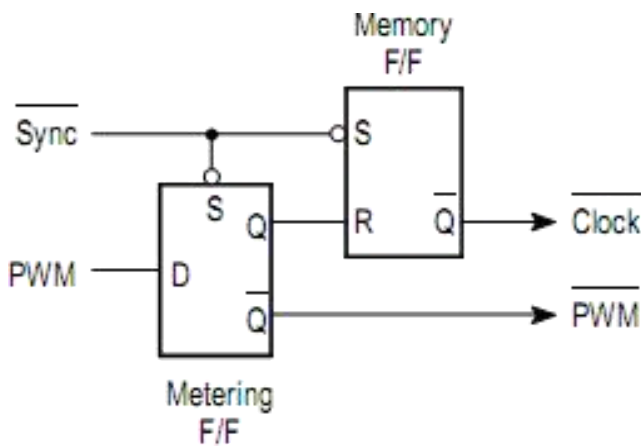 Memory
F/F
Sync
S
S
Q
R
Q
Clock
PWM
D
Q
PWM
Metering
F/F